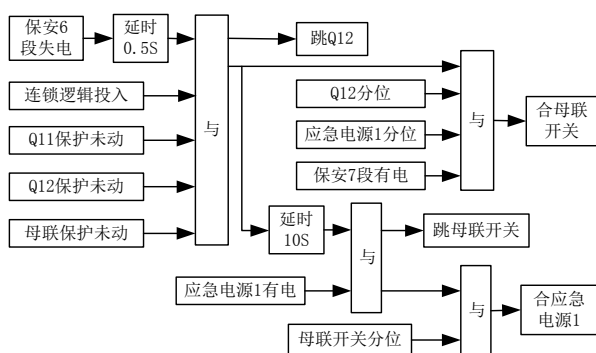 保安6
段失电
延时
0.5S
与
跳Q12
连锁逻辑投入
Q12分位
与
合母联
开关
Q11保护未动
应急电源1分位
Q12保护未动
保安7段有电
母联保护未动
延时
10S
与
跳母联开关
应急电源1有电
与
合应急
电源1
母联开关分位